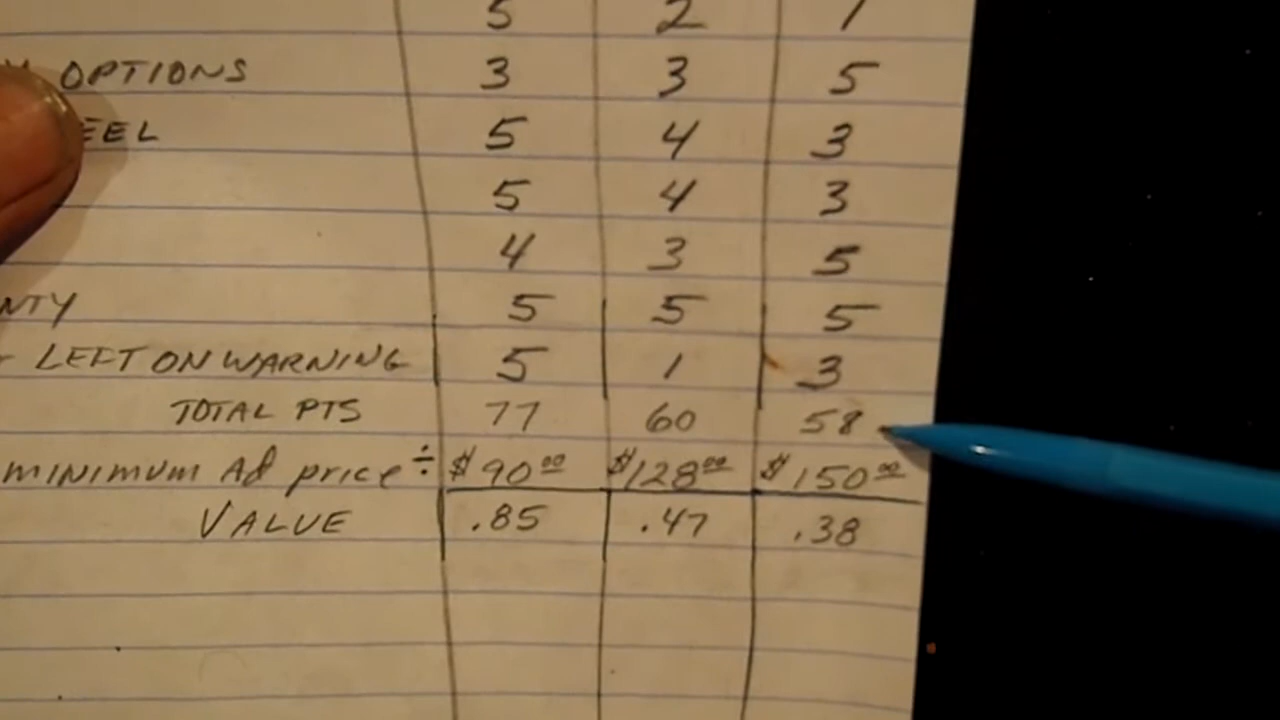 5 2 1
OPTIONS 3 3 5
EEL 5 4 3
5 4 3
4 3 5
NTY 5 5 5
LEFT ON WARNING 5 1 3
TOTAL PTS 77 60 58
MINIMUM Ad price ÷ $90.00 $128.00 $150.00
VALUE .85 .47 .38